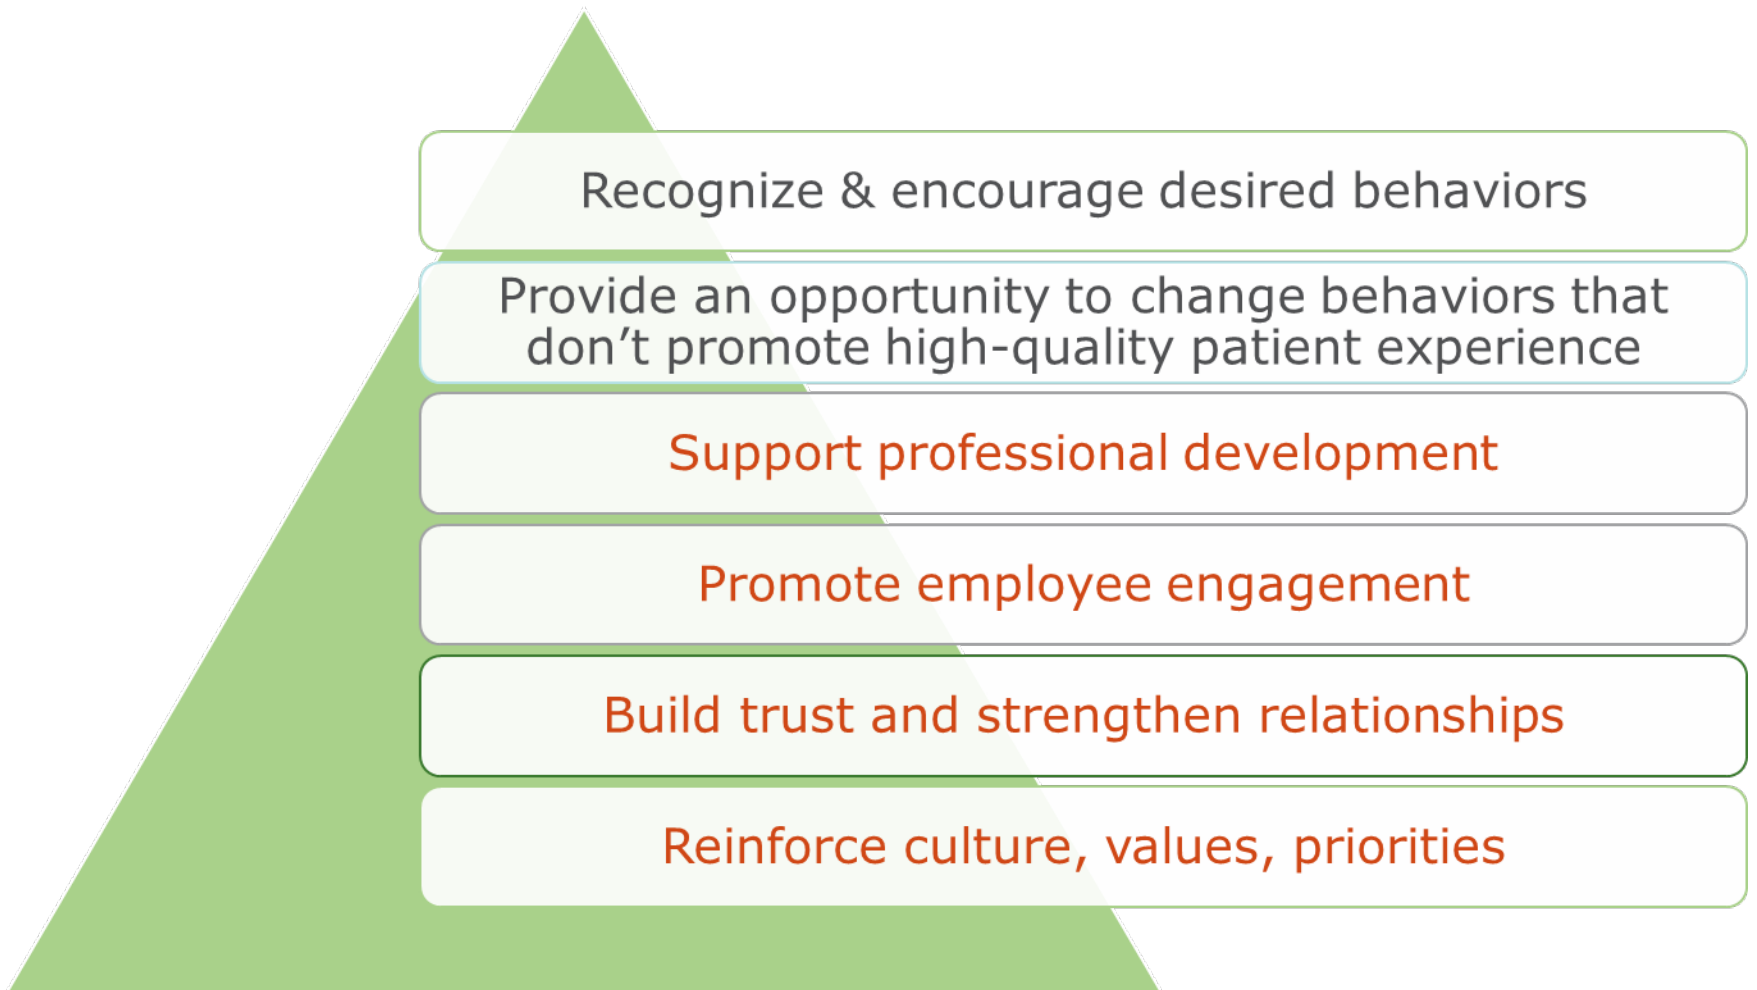 Recognize & encourage desired behaviors
Provide an opportunity to change behaviors that
don’t promote high-quality patient experience
Support professional development
Promote employee engagement
Build trust and strengthen relationships
Reinforce culture, values, priorities